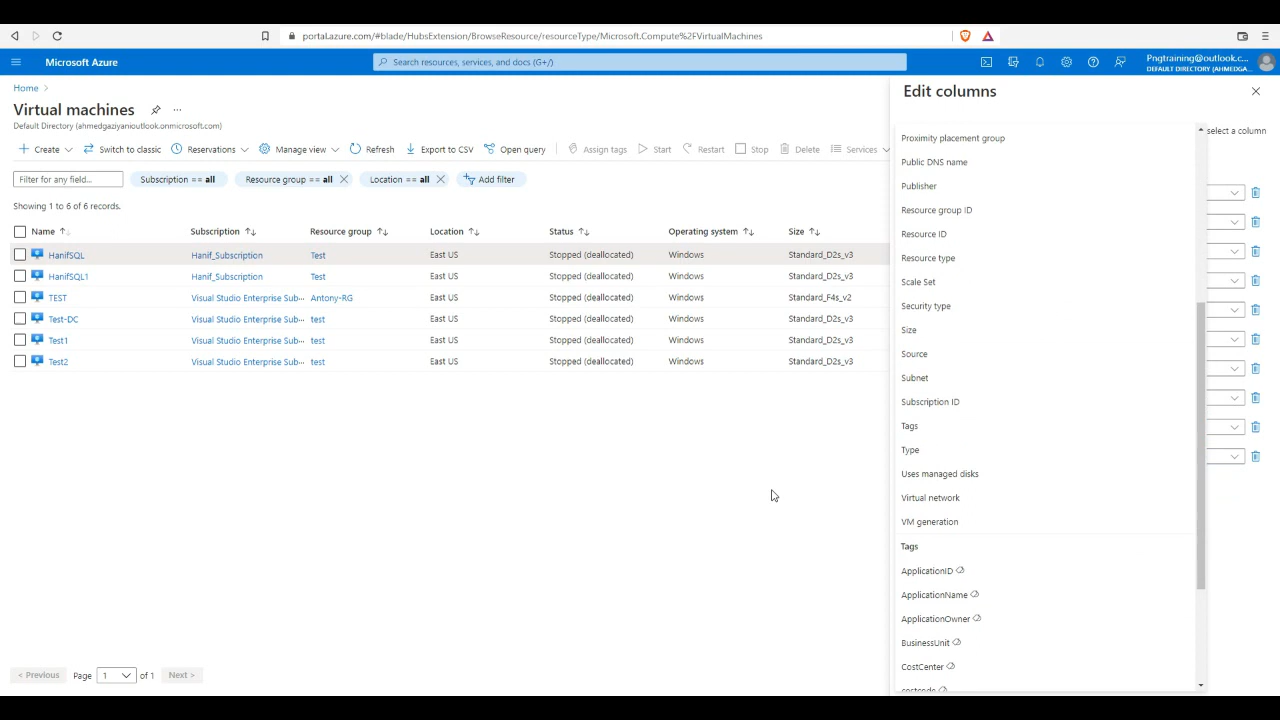 portal.azure.com/#blade/HubsExtension/BrowseResource/resourceType/Microsoft.Compute%2FVirtualMachines
Microsoft Azure
Search resources, services, and docs (G+/)
Pngtraining@outlook.c...
DEFAULT DIRECTORY (AHMEDGA...
Home >
Virtual machines
...
Default Directory (ahmedgaziyanioutlook.onmicrosoft.com)
Create Switch to classic Reservations Manage view Refresh Export to CSV Open query Assign tags Start Restart Stop Delete Services
Filter for any field... Subscription == all Resource group == all Location == all Add filter
Showing 1 to 6 of 6 records.
Name Subscription Resource group Location Status Operating system Size
HanifSQL Hanif_Subscription Test East US Stopped (deallocated) Windows Standard_D2s_v3
HanifSQL1 Hanif_Subscription Test East US Stopped (deallocated) Windows Standard_D2s_v3
TEST Visual Studio Enterprise Sub... Antony-RG East US Stopped (deallocated) Windows Standard_F4s_v2
Test-DC Visual Studio Enterprise Sub... test East US Stopped (deallocated) Windows Standard_D2s_v3
Test1 Visual Studio Enterprise Sub... test East US Stopped (deallocated) Windows Standard_D2s_v3
Test2 Visual Studio Enterprise Sub... test East US Stopped (deallocated) Windows Standard_D2s_v3
< Previous Page 1 of 1 Next >
Edit columns
select a column
Proximity placement group
Public DNS name
Publisher
Resource group ID
Resource ID
Resource type
Scale Set
Security type
Size
Source
Subnet
Subscription ID
Tags
Type
Uses managed disks
Virtual network
VM generation
Tags
ApplicationID
ApplicationName
ApplicationOwner
BusinessUnit
CostCenter
costcode